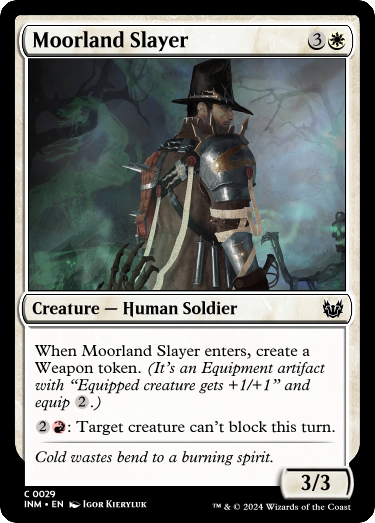 Moorland Slayer 3
Creature — Human Soldier
When Moorland Slayer enters, create a
Weapon token. (It's an Equipment artifact
with “Equipped creature gets +1/+1” and
equip 2.)
2 : Target creature can't block this turn.
Cold wastes bend to a burning spirit.
3/3
C 0029
INM • EN Igor Kieryluk
™ & © 2024 Wizards of the Coast